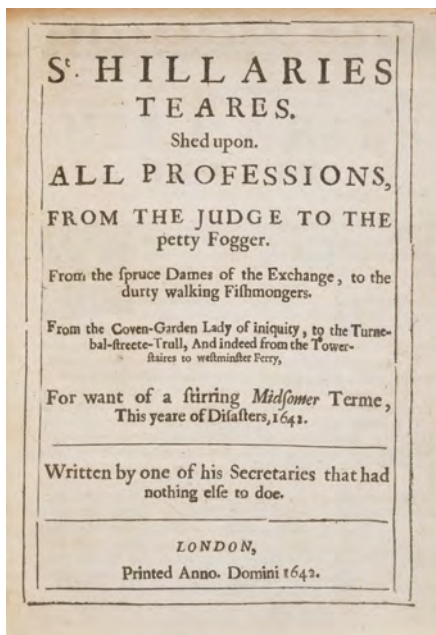 Sᵗ. HILLARIES
TEARES.
Shed upon.
ALL PROFESSIONS,
FROM THE JUDGE TO THE
petty Fogger.
From the ſpruce Dames of the Exchange, to the
durty walking Fiſhmongers.
From the Coven-Garden Lady of iniquity, to the Turne-
bal-ſtreete-Trull, And indeed from the Tower-
ſtaires to weſtminſter Ferry,
For want of a ſtirring Midſomer Terme,
This yeare of Diſaſters, 1642.
Written by one of his Secretaries that had
nothing elſe to doe.
LONDON,
Printed Anno. Domini 1642.